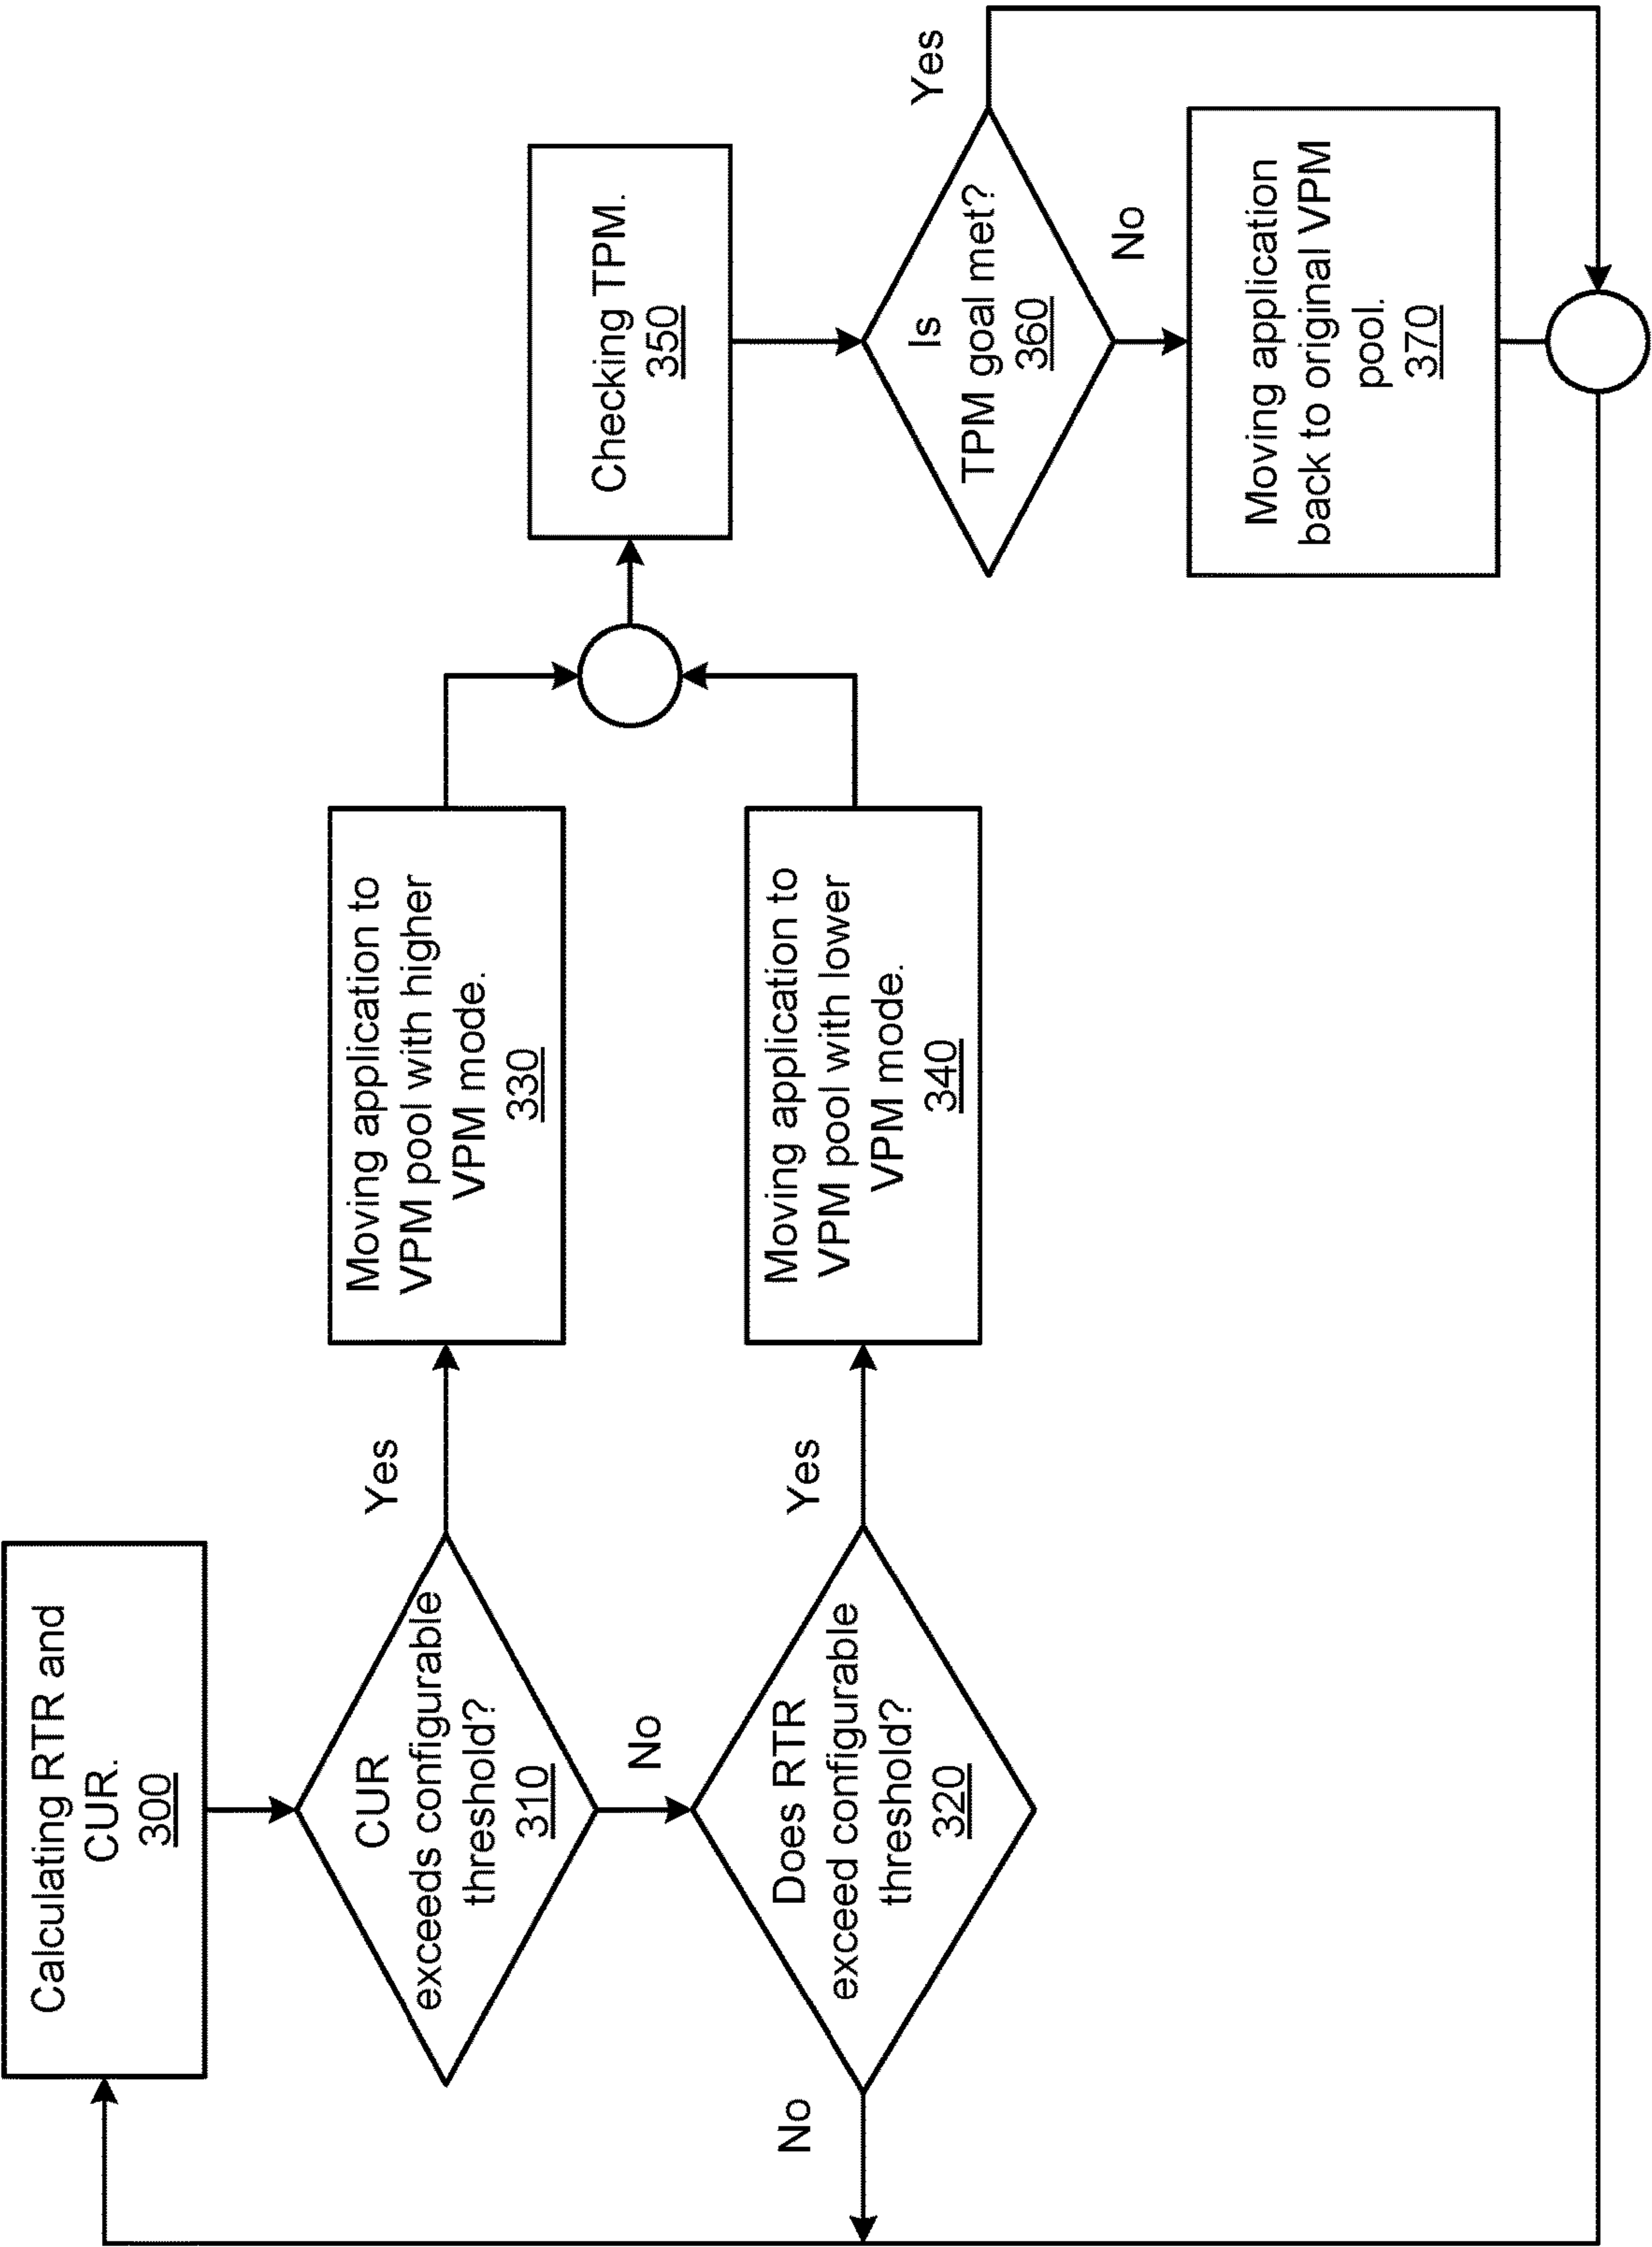 Calculating RTR and
CUR.
300
CUR
exceeds configurable
threshold?
310
Yes
No
Does RTR
exceed configurable
threshold?
320
Yes
No
Moving application to
VPM pool with higher
VPM mode.
330
Moving application to
VPM pool with lower
VPM mode.
340
Checking TPM.
350
Is
TPM goal met?
360
Yes
No
Moving application
back to original VPM
pool.
370